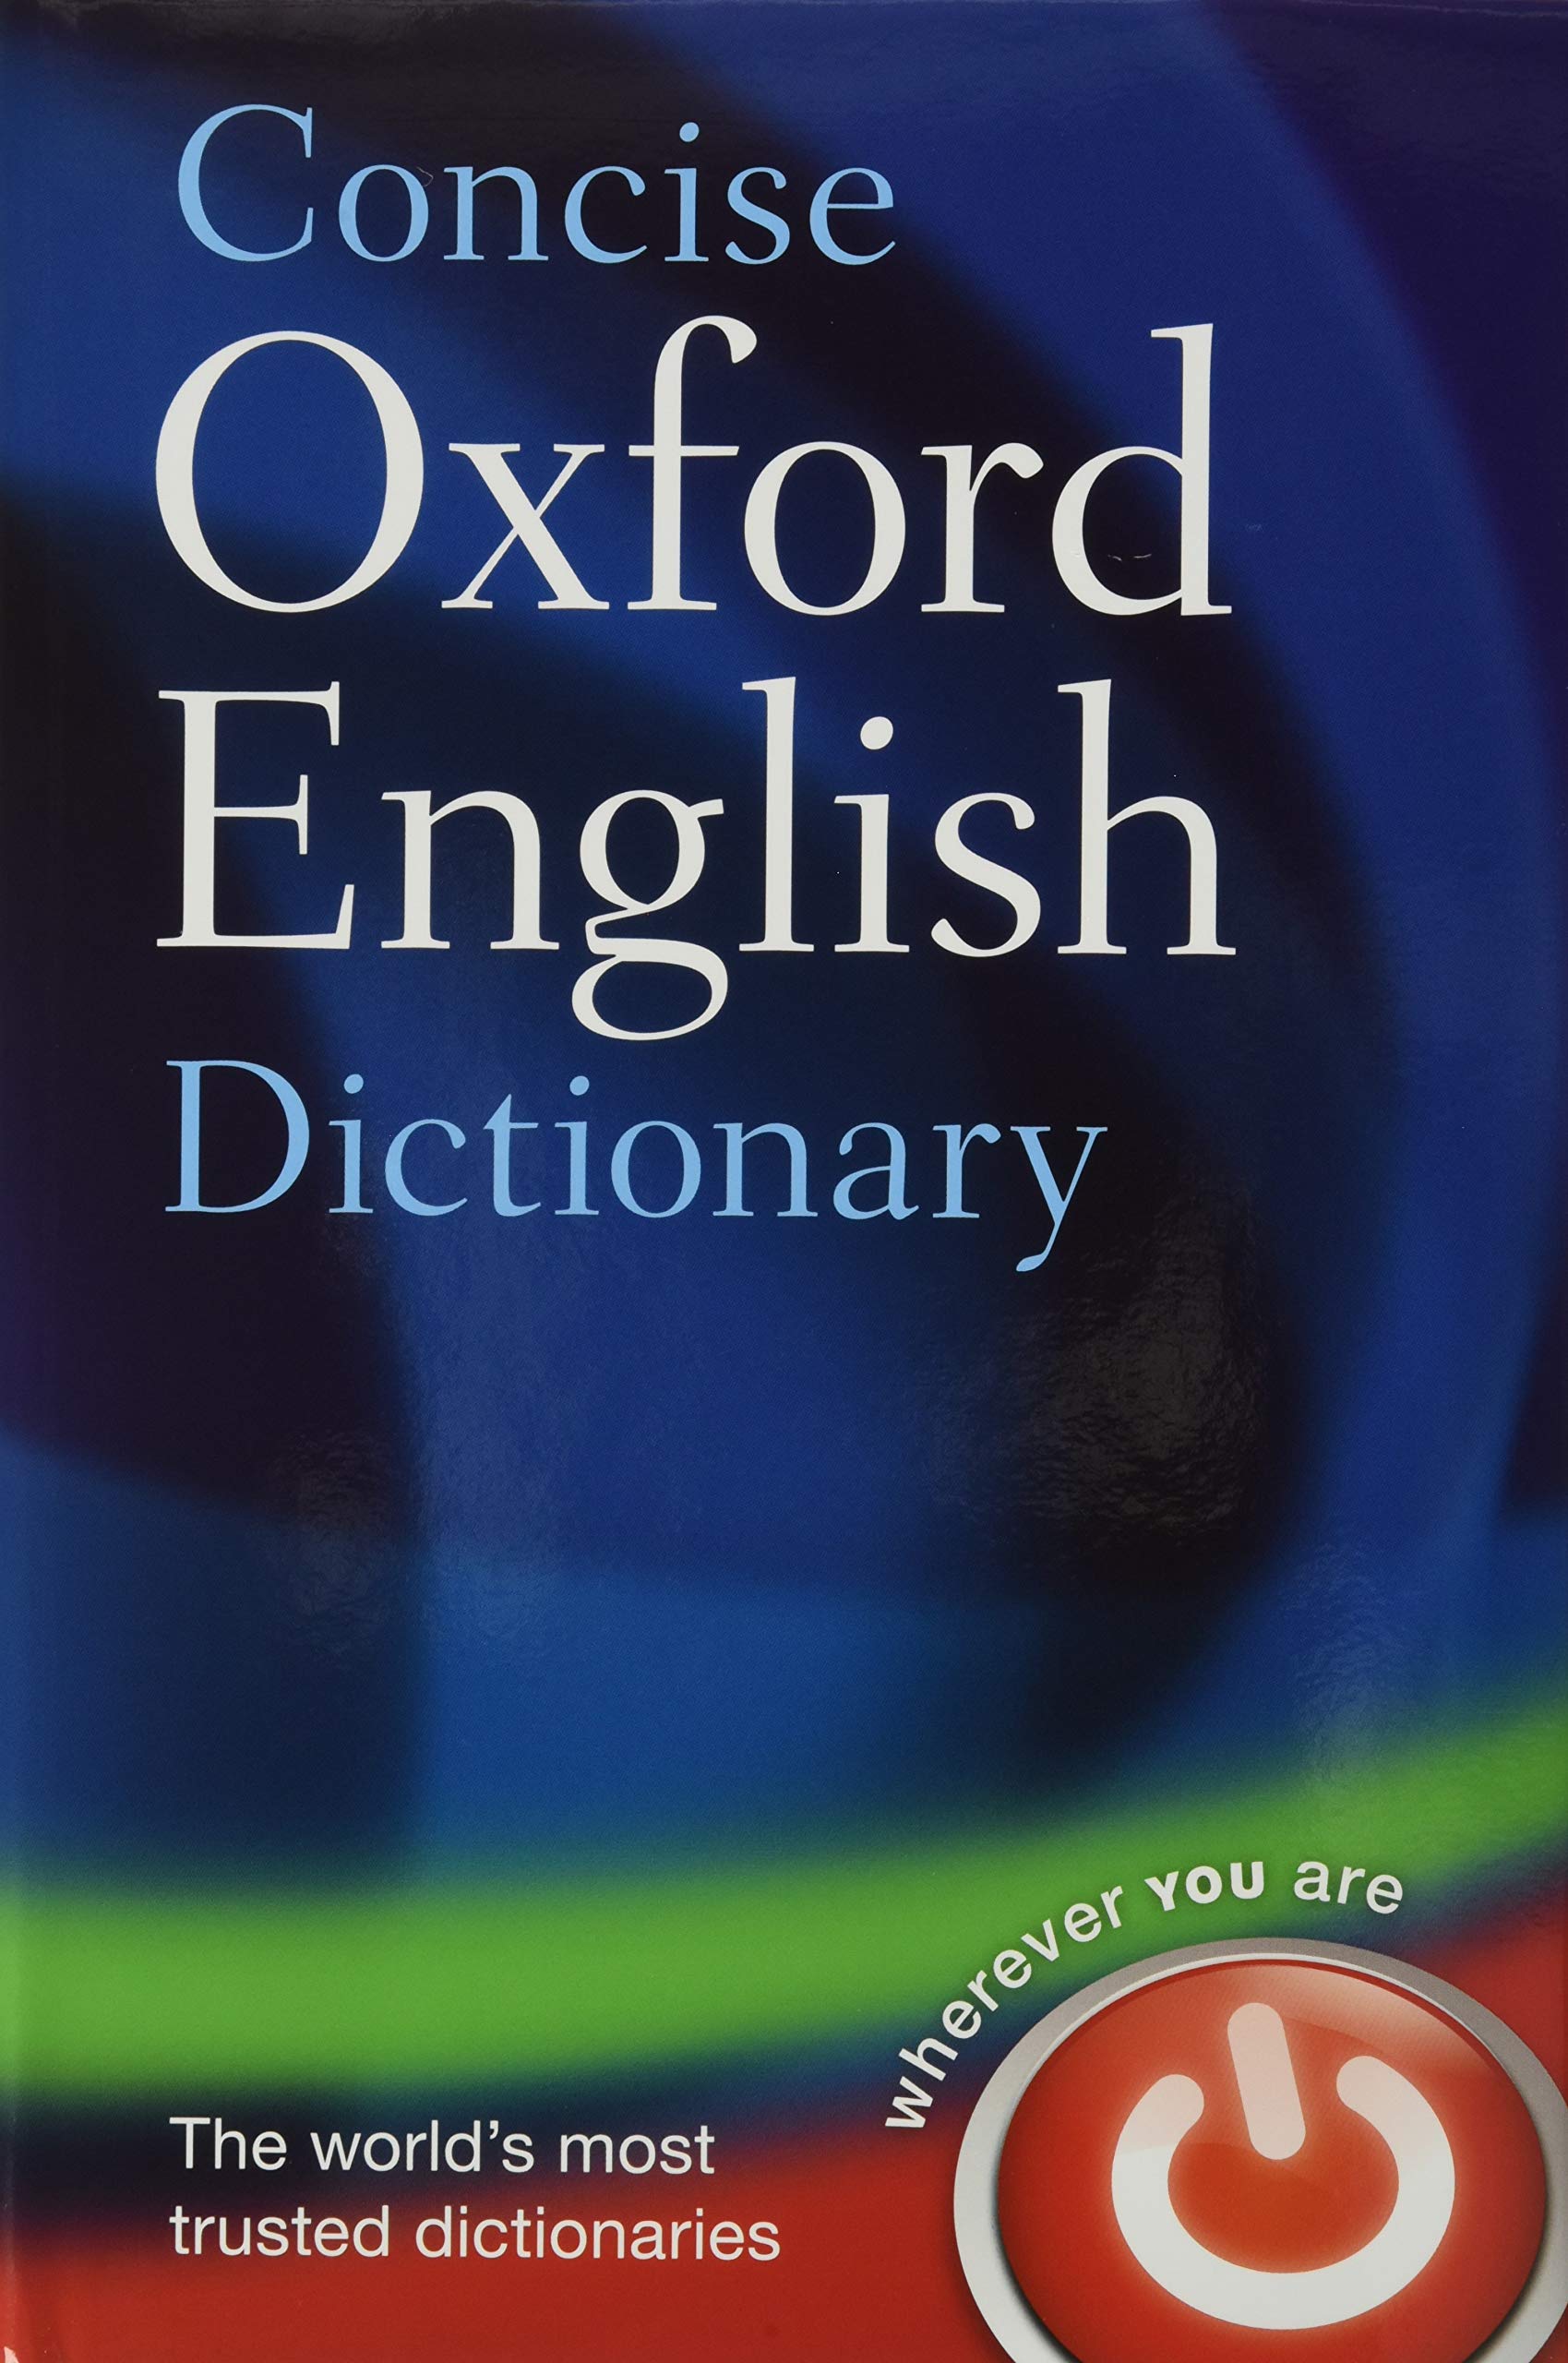 Concise
Oxford
English
Dictionary
wherever YOU are
The world's most
trusted dictionaries